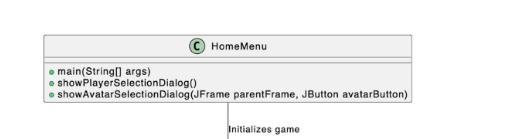 C HomeMenu
main(String[] args)
showPlayerSelectionDialog()
showAvatarSelectionDialog(JFrame parentFrame, JButton avatarButton)
Initializes game